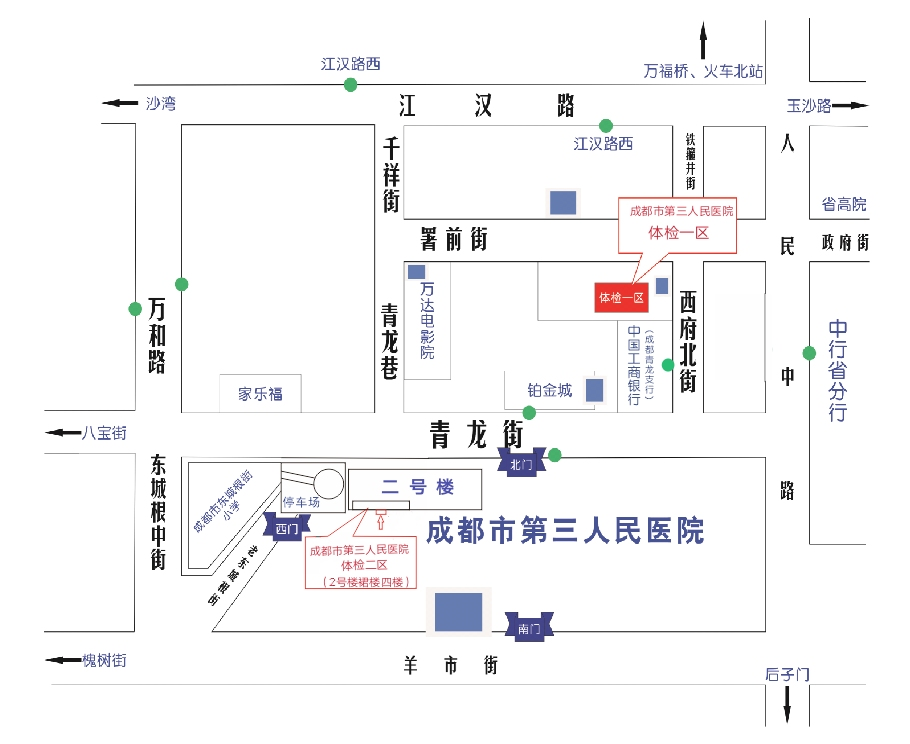 江汉路西
万福桥、火车北站
沙湾
江汉路
玉沙路
江汉路西
千祥街
铁箍井街
人民中路
省高院
成都市第三人民医院
体检一区
署前街
政府街
万达电影院
体检一区
万和路
青龙巷
西府北街
中国工商银行
（成都青龙支行）
中行省分行
家乐福
铂金城
八宝街
青龙街
北门
东城根中街
成都市东城根街
小学
停车场
二号楼
西门
成都市第三人民医院
成都市第三人民医院
体检二区
（2号楼裙楼四楼）
老东城根街
南门
槐树街
羊市街
后子门